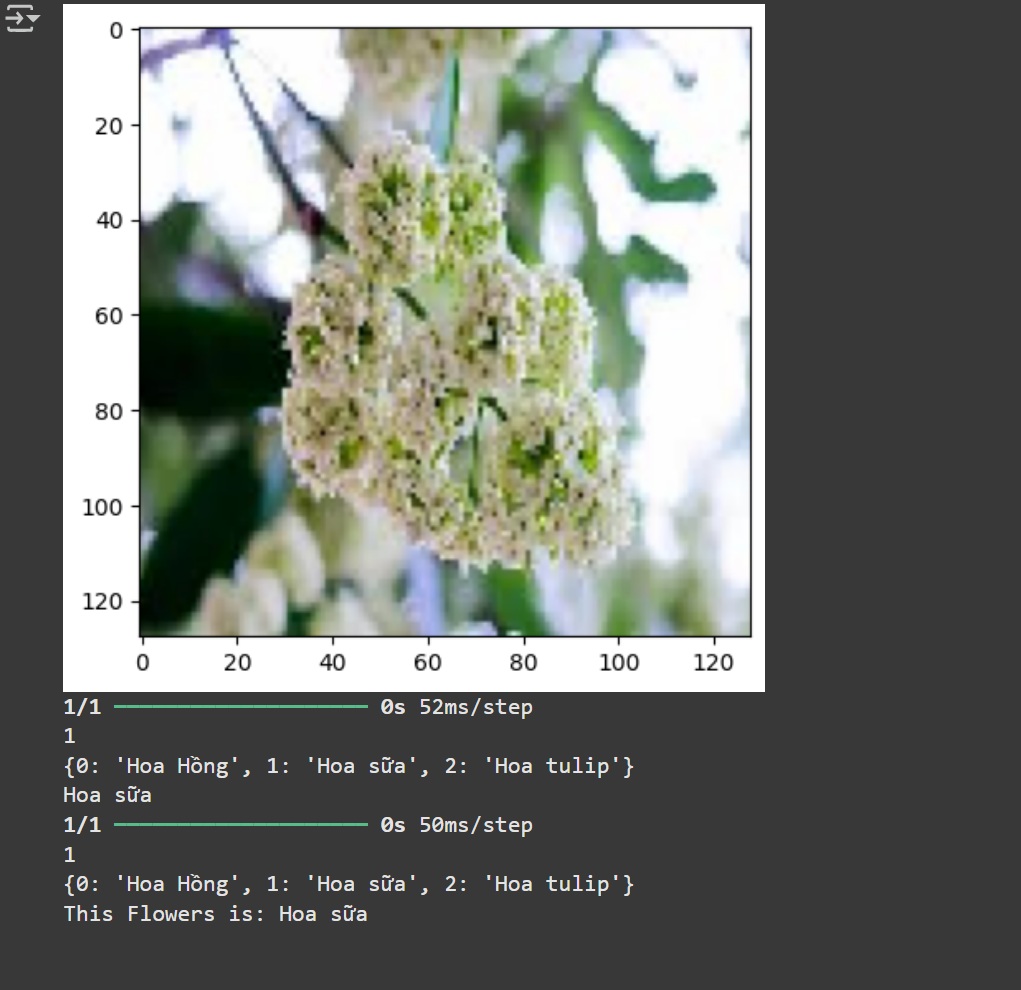 0
20
40
60
80
100
120
0 20 40 60 80 100 120
1/1 ━━━━━━━━━━━━━━━━━━━━ 0s 52ms/step
1
{0: 'Hoa Hồng', 1: 'Hoa sữa', 2: 'Hoa tulip'}
Hoa sữa
1/1 ━━━━━━━━━━━━━━━━━━━━ 0s 50ms/step
1
{0: 'Hoa Hồng', 1: 'Hoa sữa', 2: 'Hoa tulip'}
This Flowers is: Hoa sữa